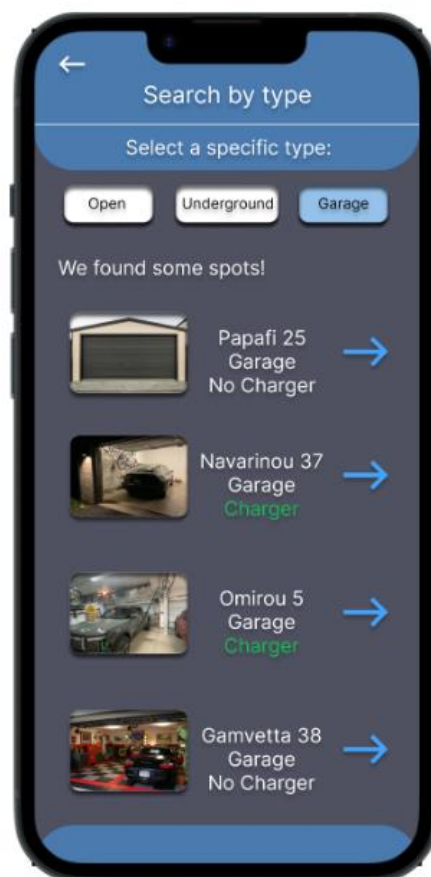 Search by type
Select a specific type:
Open
Underground
Garage
We found some spots!
Papafi 25
Garage
No Charger
Navarinou 37
Garage
Charger
Omirou 5
Garage
Charger
Gamvetta 38
Garage
No Charger